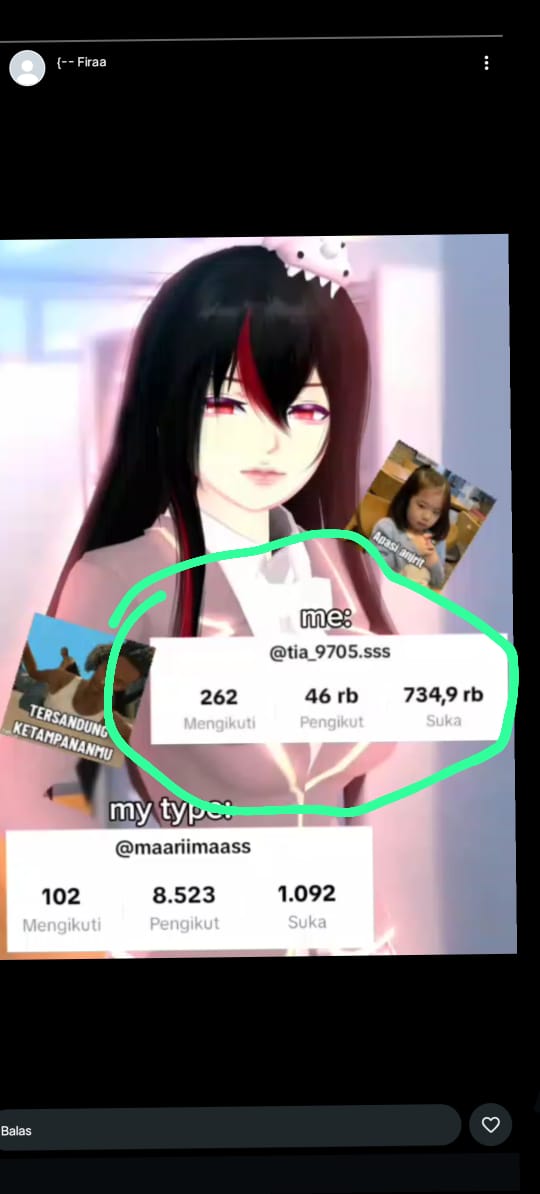 {-- Firaa
Apasi anjirit
me:
@tia_9705.sss
262 46 rb 734,9 rb
Mengikuti Pengikut Suka
TERSANDUNG
KETAMPANANMU
my type:
@maariimaass
102 8.523 1.092
Mengikuti Pengikut Suka
Balas